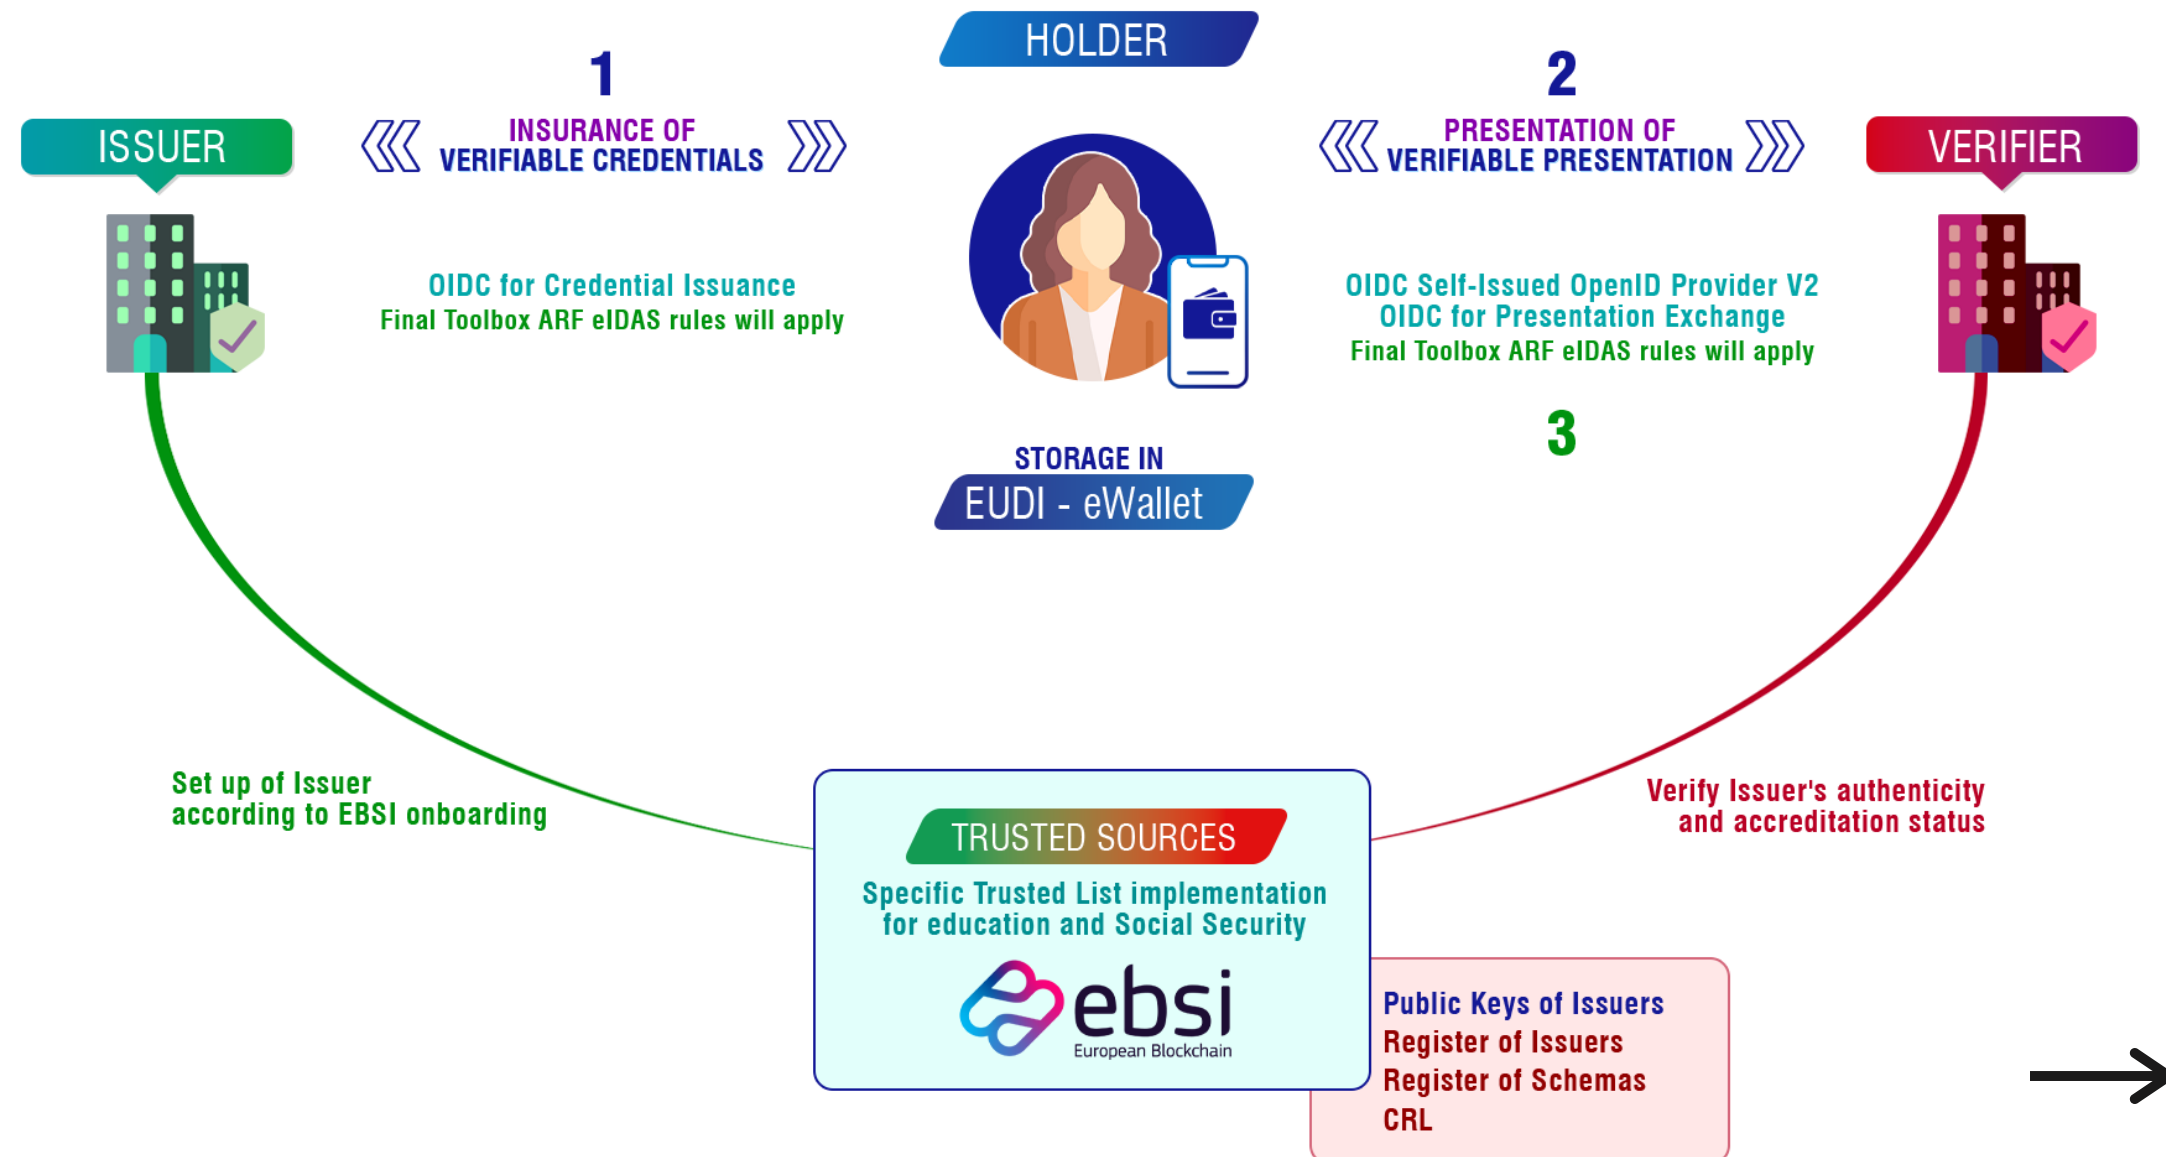 HOLDER
1
2
ISSUER
INSURANCE OF
VERIFIABLE CREDENTIALS
PRESENTATION OF
VERIFIABLE PRESENTATION
VERIFIER
OIDC for Credential Issuance
Final Toolbox ARF eIDAS rules will apply
OIDC Self-Issued OpenID Provider V2
OIDC for Presentation Exchange
Final Toolbox ARF eIDAS rules will apply
3
STORAGE IN
EUDI - eWallet
Set up of Issuer
according to EBSI onboarding
Verify Issuer's authenticity
and accreditation status
TRUSTED SOURCES
Specific Trusted List implementation
for education and Social Security
ebsi
European Blockchain
Public Keys of Issuers
Register of Issuers
Register of Schemas
CRL